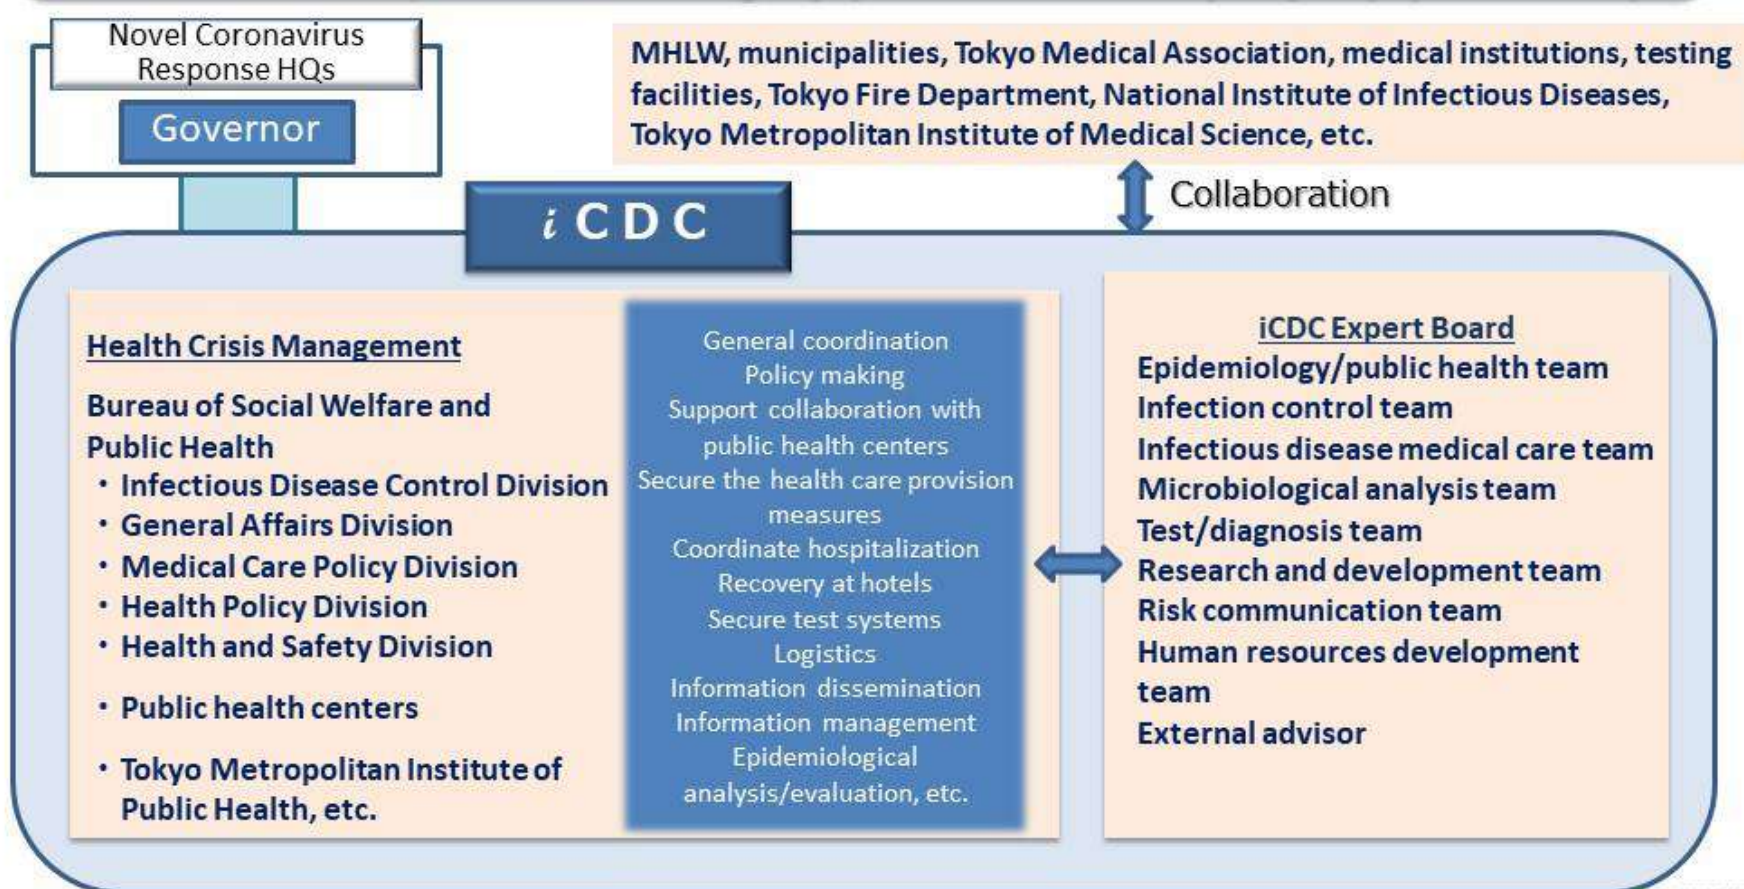 Novel Coronavirus
Response HQs
Governor
MHLW, municipalities, Tokyo Medical Association, medical institutions, testing
facilities, Tokyo Fire Department, National Institute of Infectious Diseases,
Tokyo Metropolitan Institute of Medical Science, etc.
Collaboration
iCDC
Health Crisis Management
Bureau of Social Welfare and
Public Health
・Infectious Disease Control Division
・General Affairs Division
・Medical Care Policy Division
・Health Policy Division
・Health and Safety Division
・Public health centers
・Tokyo Metropolitan Institute of
Public Health, etc.
General coordination
Policy making
Support collaboration with
public health centers
Secure the health care provision
measures
Coordinate hospitalization
Recovery at hotels
Secure test systems
Logistics
Information dissemination
Information management
Epidemiological
analysis/evaluation, etc.
iCDC Expert Board
Epidemiology/public health team
Infection control team
Infectious disease medical care team
Microbiological analysis team
Test/diagnosis team
Research and development team
Risk communication team
Human resources development
team
External advisor